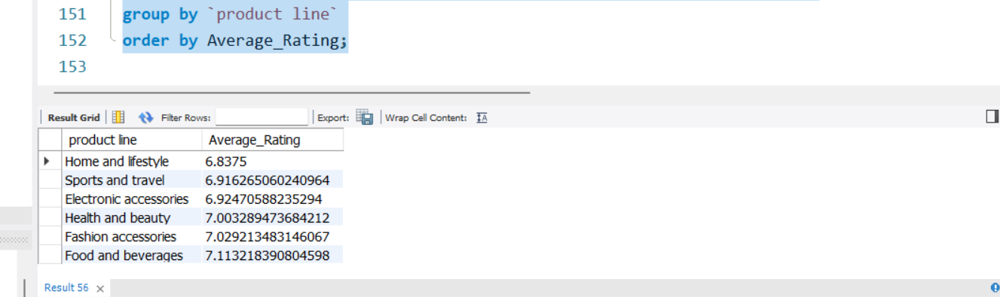 151 group by `product line`
152 order by Average_Rating;
153
Result Grid Filter Rows: Export: Wrap Cell Content: IA
product line Average_Rating
Home and lifestyle 6.8375
Sports and travel 6.916265060240964
Electronic accessories 6.92470588235294
Health and beauty 7.003289473684212
Fashion accessories 7.029213483146067
Food and beverages 7.113218390804598
Result 56 ×